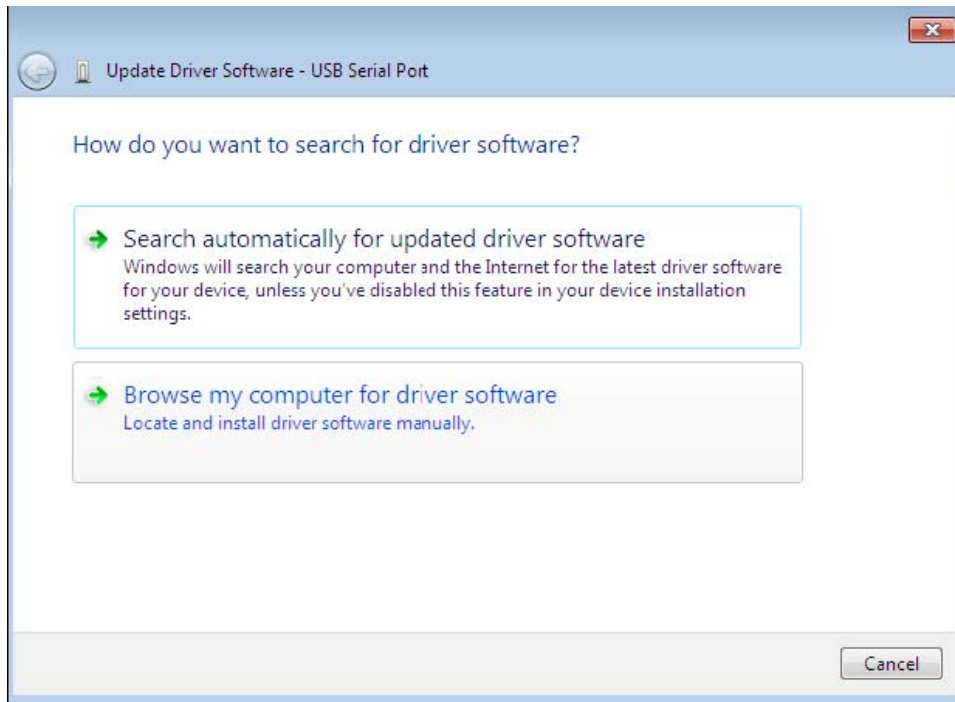 Update Driver Software - USB Serial Port
How do you want to search for driver software?
Search automatically for updated driver software
Windows will search your computer and the Internet for the latest driver software
for your device, unless you've disabled this feature in your device installation
settings.
Browse my computer for driver software
Locate and install driver software manually.
Cancel